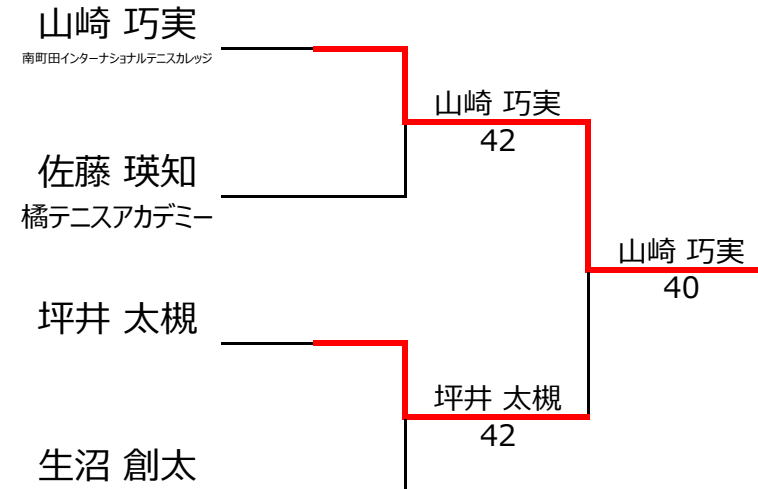 山崎 巧実
南町田インターナショナルテニスカレッジ
山崎 巧実
42
佐藤 瑛知
橘テニスアカデミー
山崎 巧実
40
坪井 太槻
坪井 太槻
42
生沼 創太